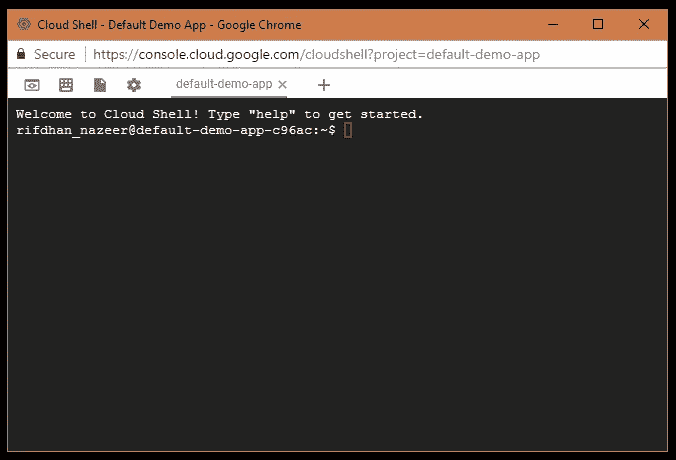 Cloud Shell - Default Demo App - Google Chrome
Secure https://console.cloud.google.com/cloudshell?project=default-demo-app
default-demo-app
Welcome to Cloud Shell! Type "help" to get started.
rifdhan_nazeer@default-demo-app-c96ac:~$